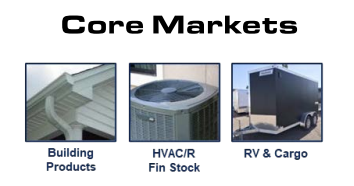 Core Markets
Building
Products
HVAC/R
Fin Stock
RV & Cargo